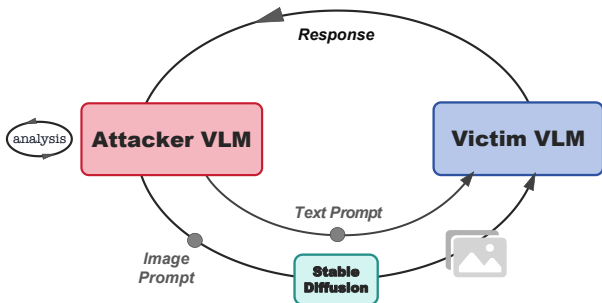 Response
analysis
Attacker VLM
Victim VLM
Text Prompt
Image
Prompt
Stable
Diffusion